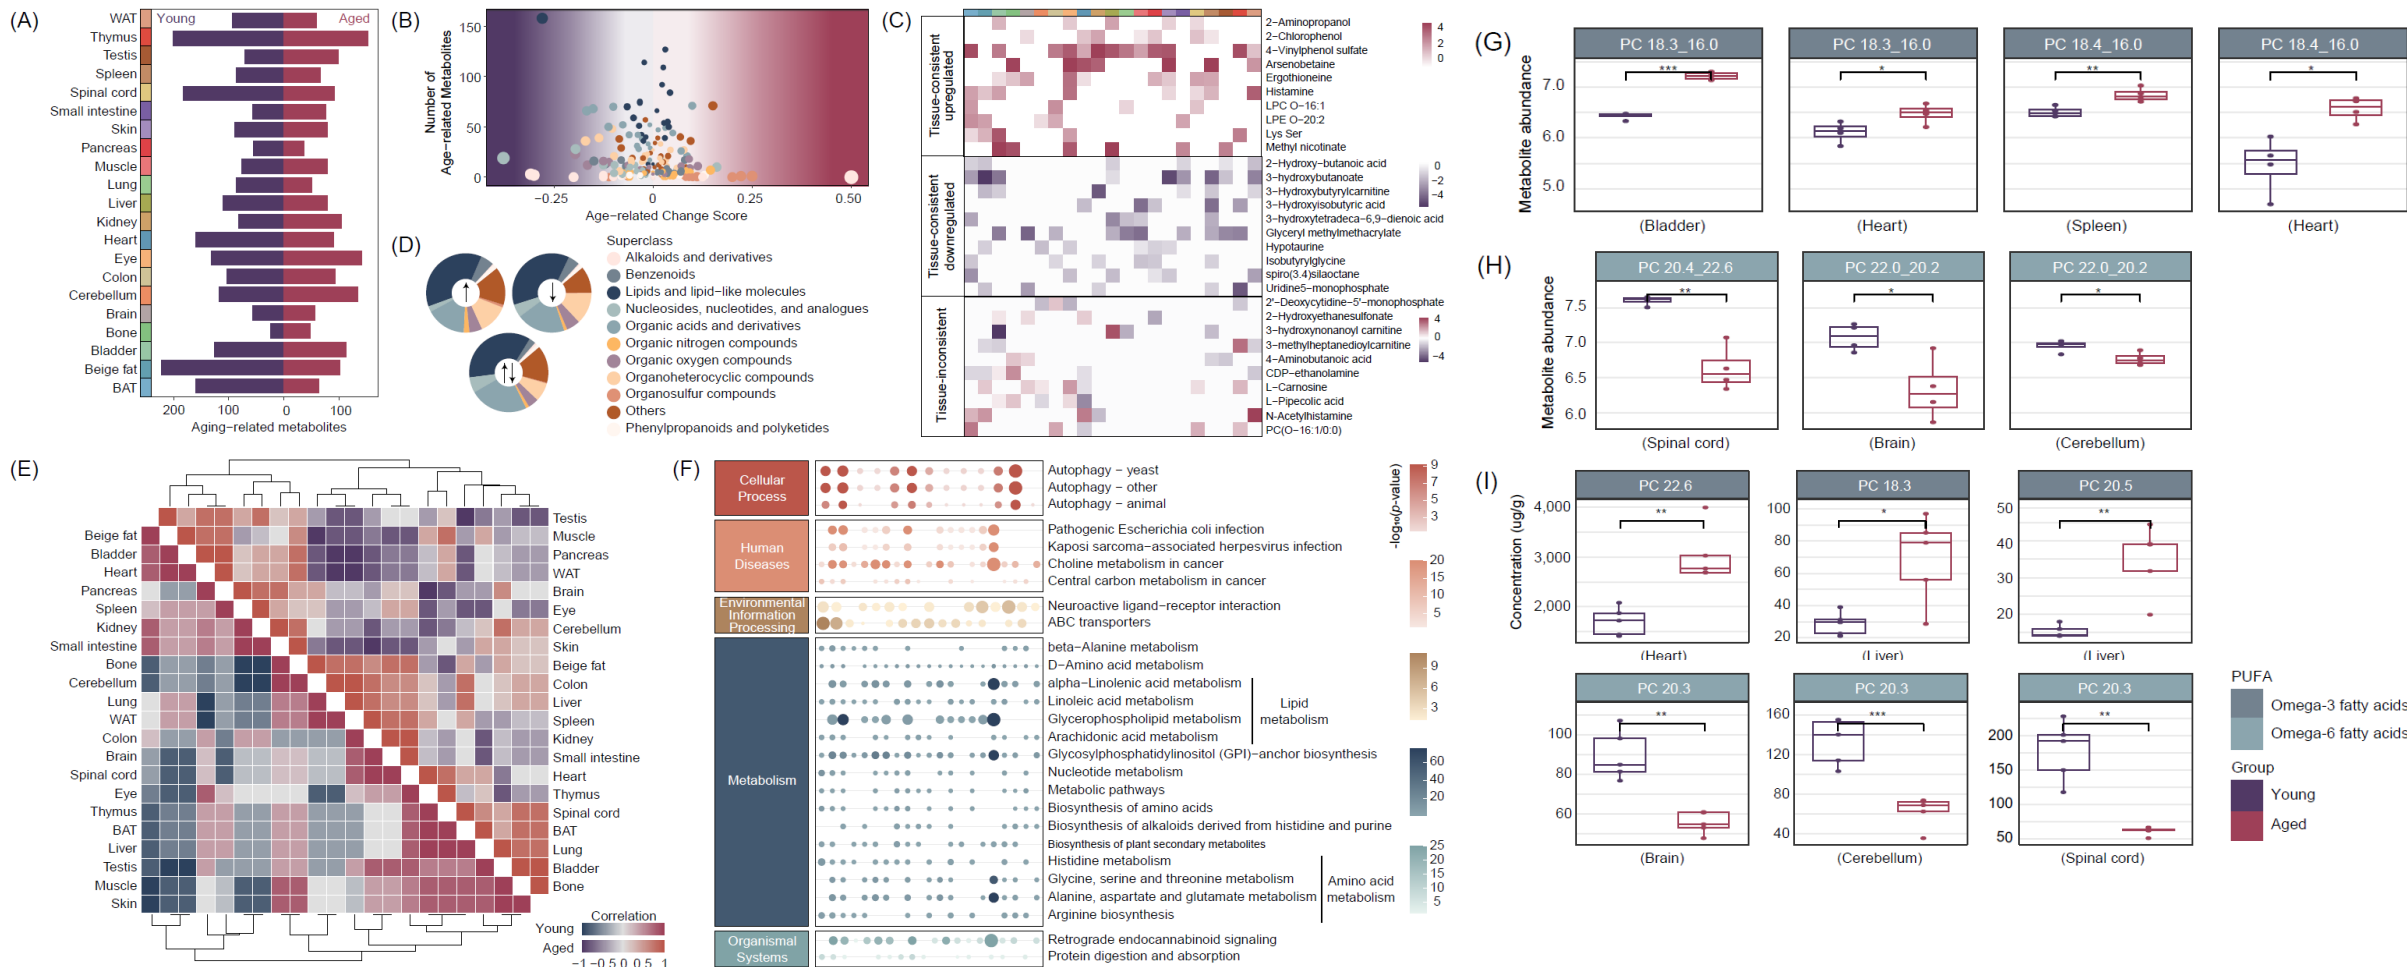 (A)
Young
Aged
WAT
Thymus
Testis
Spleen
Spinal cord
Small intestine
Skin
Pancreas
Muscle
Lung
Liver
Kidney
Heart
Eye
Colon
Cerebellum
Brain
Bone
Bladder
Beige fat
BAT
200 100 0 100
Aging−related metabolites
(B)
Number of
Age−related Metabolites
150
100
50
0
−0.25 0 0.25 0.50
Age−related Change Score
(C)
Tissue−consistent
upregulated
2−Aminopropanol
2−Chlorophenol
4−Vinylphenol sulfate
Arsenobetaine
Ergothioneine
Histamine
LPC O−16:1
LPE O−20:2
Lys Ser
Methyl nicotinate
4
2
0
Tissue−consistent
downregulated
2−Hydroxy−butanoic acid
3−hydroxybutanoate
3−Hydroxybutyrylcarnitine
3−Hydroxyisobutyric acid
3−hydroxytetradeca−6,9−dienoic acid
Glyceryl methylmethacrylate
Hypotaurine
Isobutyrylglycine
spiro(3.4)silaoctane
Uridine5−monophosphate
0
−2
−4
Tissue−inconsistent
2'−Deoxycytidine−5'−monophosphate
2−Hydroxyethanesulfonate
3−hydroxynonanoyl carnitine
3−methylheptanedioylcarnitine
4−Aminobutanoic acid
CDP−ethanolamine
L−Carnosine
L−Pipecolic acid
N−Acetylhistamine
PC(O−16:1/0:0)
4
0
−4
(D)
Superclass
Alkaloids and derivatives
Benzenoids
Lipids and lipid−like molecules
Nucleosides, nucleotides, and analogues
Organic acids and derivatives
Organic nitrogen compounds
Organic oxygen compounds
Organoheterocyclic compounds
Organosulfur compounds
Others
Phenylpropanoids and polyketides
(E)
Beige fat
Bladder
Heart
Pancreas
Spleen
Kidney
Small intestine
Bone
Cerebellum
Lung
WAT
Colon
Brain
Spinal cord
Eye
Thymus
BAT
Liver
Testis
Muscle
Skin
Testis
Muscle
Pancreas
WAT
Brain
Eye
Cerebellum
Skin
Beige fat
Colon
Liver
Spleen
Kidney
Small intestine
Heart
Thymus
Spinal cord
BAT
Lung
Bladder
Bone
Correlation
Young
Aged
−1 −0.5 0 0.5 1
(F)
Cellular
Process
Autophagy − yeast
Autophagy − other
Autophagy − animal
Human
Diseases
Pathogenic Escherichia coli infection
Kaposi sarcoma−associated herpesvirus infection
Choline metabolism in cancer
Central carbon metabolism in cancer
Environmental
Information
Processing
Neuroactive ligand−receptor interaction
ABC transporters
Metabolism
beta−Alanine metabolism
D−Amino acid metabolism
alpha−Linolenic acid metabolism
Linoleic acid metabolism
Glycerophospholipid metabolism
Arachidonic acid metabolism
Lipid
metabolism
Glycosylphosphatidylinositol (GPI)−anchor biosynthesis
Nucleotide metabolism
Metabolic pathways
Biosynthesis of amino acids
Biosynthesis of alkaloids derived from histidine and purine
Biosynthesis of plant secondary metabolites
Histidine metabolism
Glycine, serine and threonine metabolism
Alanine, aspartate and glutamate metabolism
Arginine biosynthesis
Amino acid
metabolism
Organismal
Systems
Retrograde endocannabinoid signaling
Protein digestion and absorption
-log₁₀(p-value)
9
7
5
3
20
15
10
5
9
6
3
60
40
20
25
20
15
10
5
(G)
Metabolite abundance
PC 18.3_16.0
PC 18.3_16.0
PC 18.4_16.0
PC 18.4_16.0
7.0
6.0
5.0
***
*
**
*
(Bladder)
(Heart)
(Spleen)
(Heart)
(H)
Metabolite abundance
PC 20.4_22.6
PC 22.0_20.2
PC 22.0_20.2
7.5
7.0
6.5
6.0
**
*
*
(Spinal cord)
(Brain)
(Cerebellum)
(I)
Concentration (ug/g)
PC 22.6
4,000
3,000
2,000
**
(Heart)
PC 18.3
100
80
60
40
20
*
(Liver)
PC 20.5
50
40
30
20
**
(Liver)
PC 20.3
100
80
60
**
(Brain)
PC 20.3
160
120
80
40
***
(Cerebellum)
PC 20.3
200
150
100
50
**
(Spinal cord)
PUFA
Omega-3 fatty acids
Omega-6 fatty acids
Group
Young
Aged